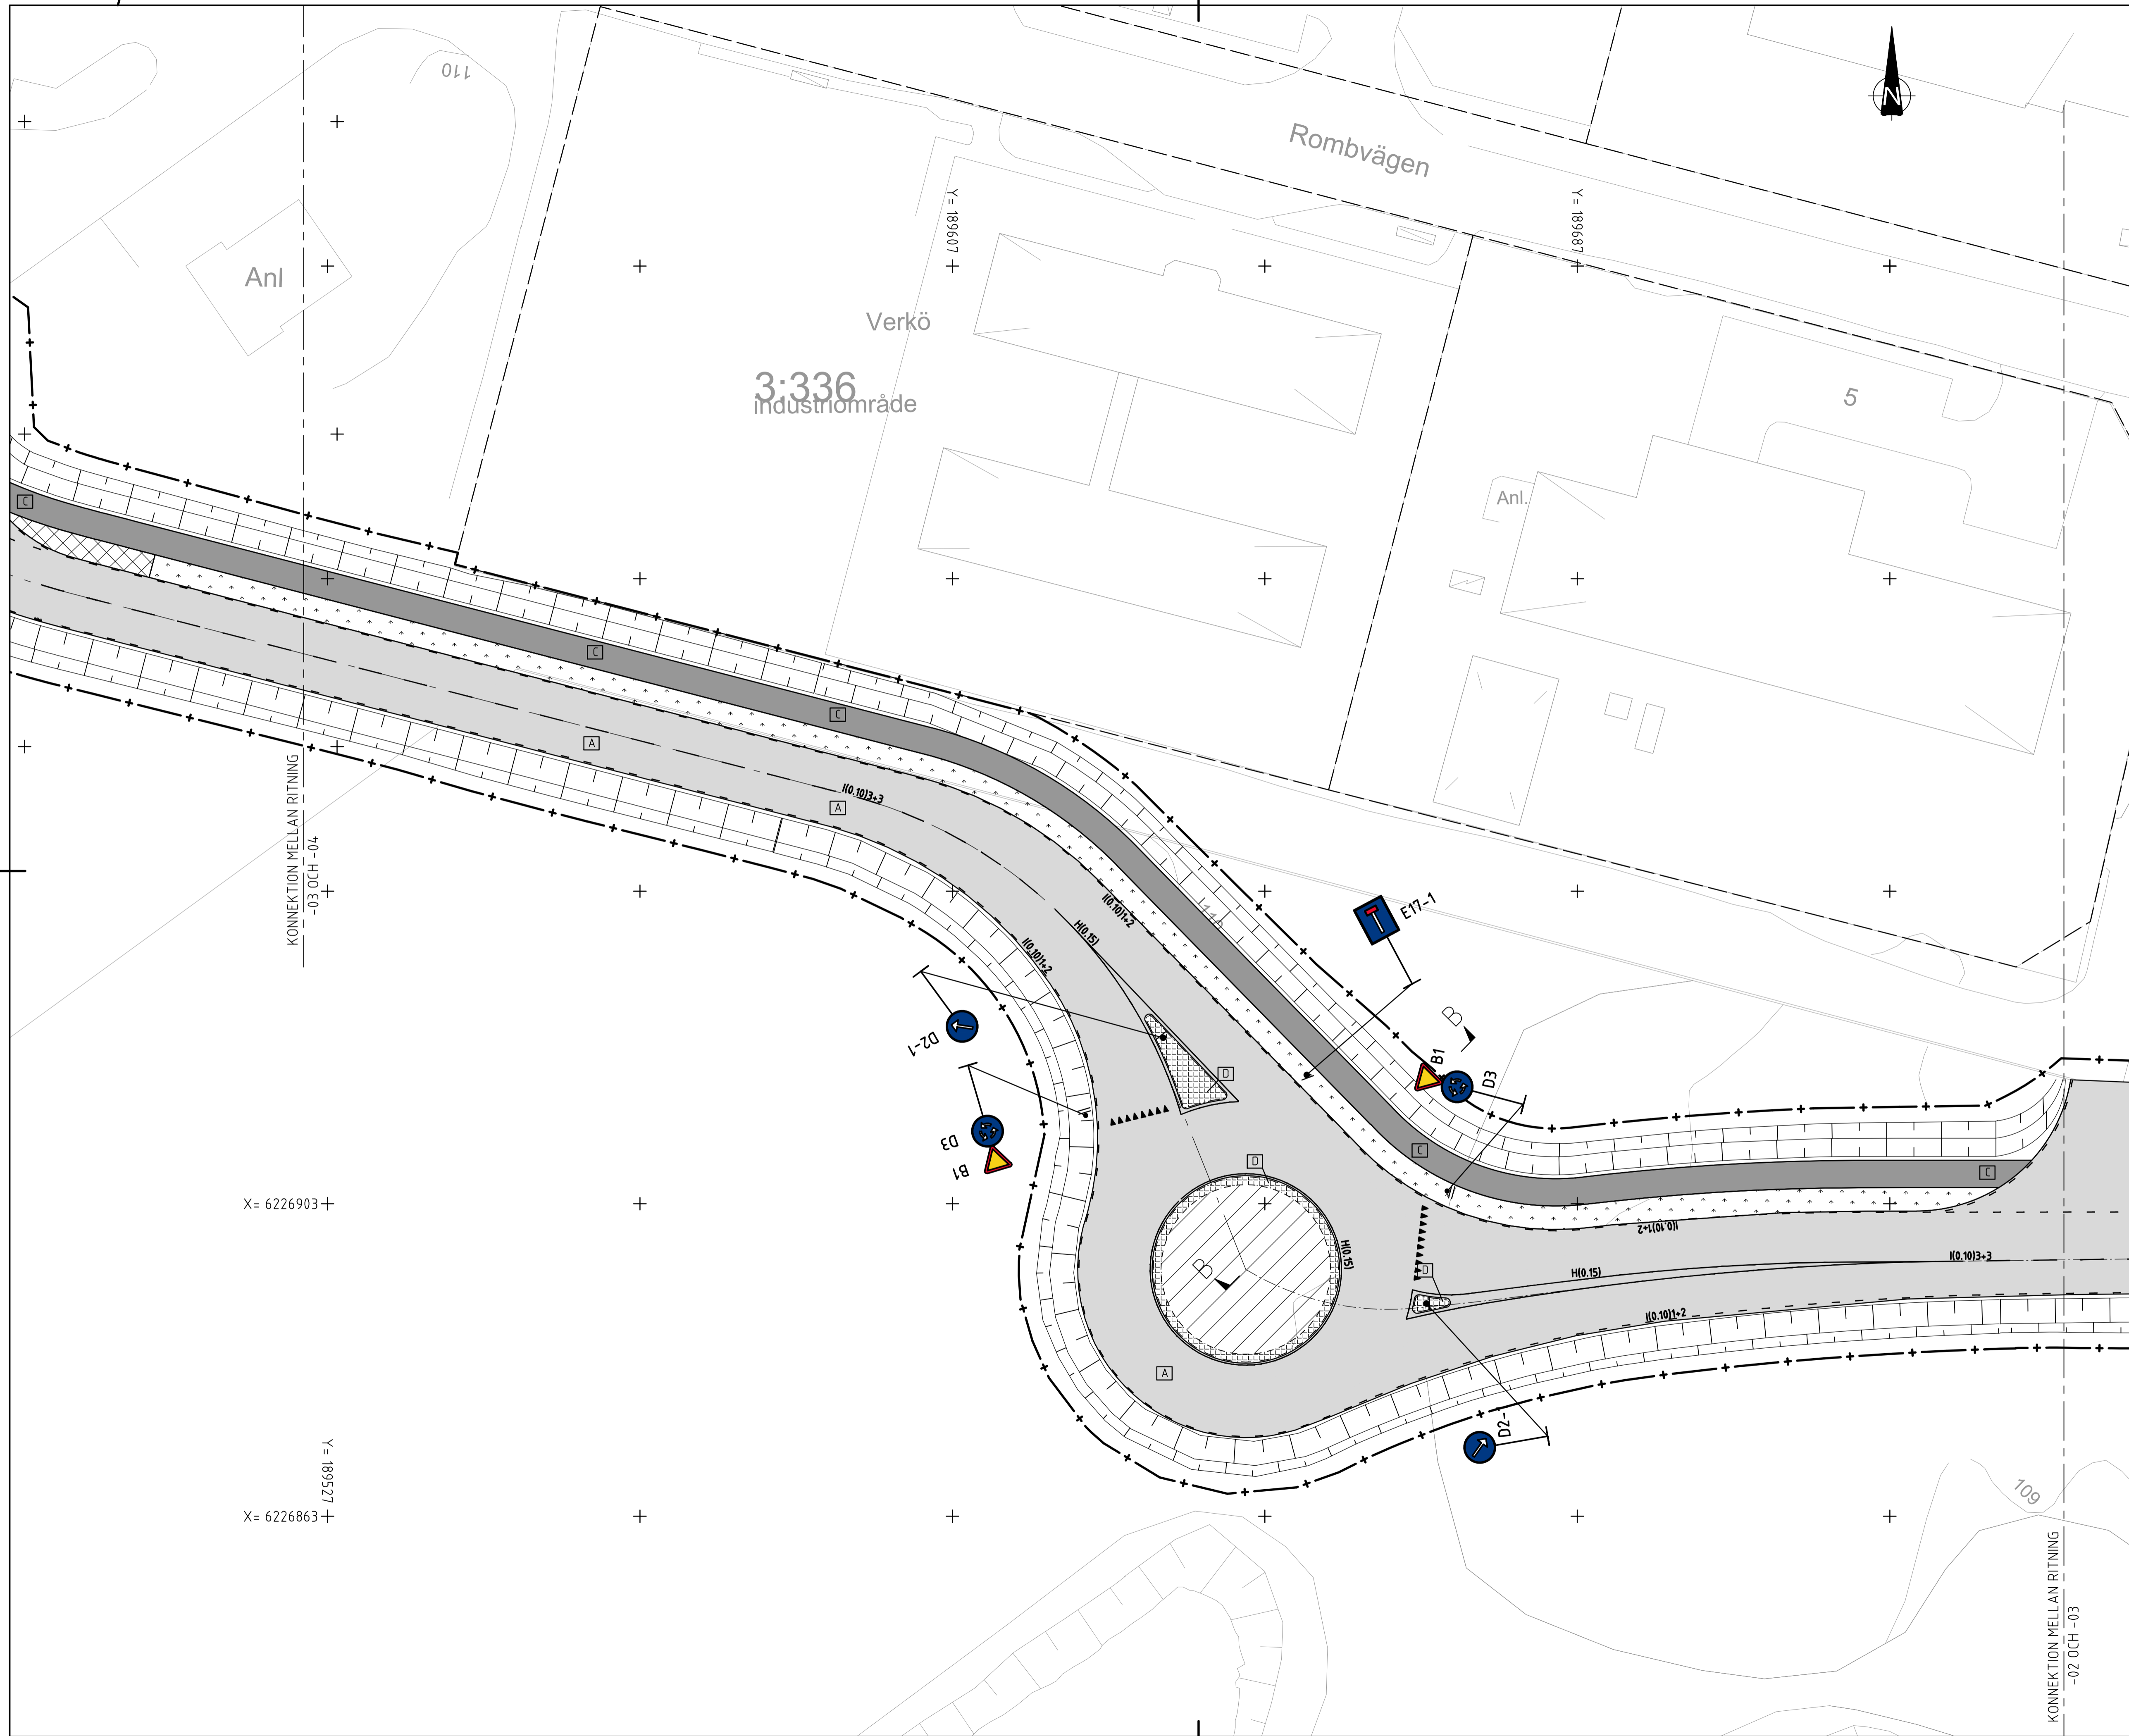 110
N
Rombvägen
Y= 189607
Y= 189687
Anl
Verkö
3:336
industriområde
5
Anl.
C
C
C
A
A
I(0.10)3+3
KONNEKTION MELLAN RITNING
-03 OCH -04
E17-1
I(0.10)1+2
H(0.15)
I(0.10)1+2
D2-1
B
B1
D3
D
D3
B1
C
D
C
X= 6226903
I(0.10)1+2
H(0.15)
I(0.10)3+3
B
D
H(0.15)
I(0.10)1+2
A
D2-
Y= 189527
X= 6226863
109
KONNEKTION MELLAN RITNING
-02 OCH -03